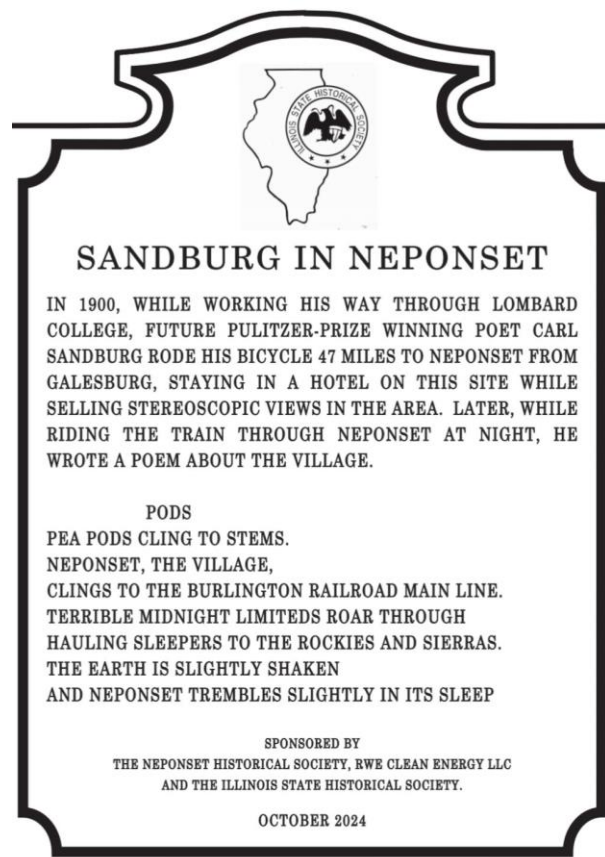 ILLINOIS STATE HISTORICAL SOCIETY
SANDBURG IN NEPONSET
IN 1900, WHILE WORKING HIS WAY THROUGH LOMBARD
COLLEGE, FUTURE PULITZER-PRIZE WINNING POET CARL
SANDBURG RODE HIS BICYCLE 47 MILES TO NEPONSET FROM
GALESBURG, STAYING IN A HOTEL ON THIS SITE WHILE
SELLING STEREOSCOPIC VIEWS IN THE AREA. LATER, WHILE
RIDING THE TRAIN THROUGH NEPONSET AT NIGHT, HE
WROTE A POEM ABOUT THE VILLAGE.
PODS
PEA PODS CLING TO STEMS.
NEPONSET, THE VILLAGE,
CLINGS TO THE BURLINGTON RAILROAD MAIN LINE.
TERRIBLE MIDNIGHT LIMITEDS ROAR THROUGH
HAULING SLEEPERS TO THE ROCKIES AND SIERRAS.
THE EARTH IS SLIGHTLY SHAKEN
AND NEPONSET TREMBLES SLIGHTLY IN ITS SLEEP
SPONSORED BY
THE NEPONSET HISTORICAL SOCIETY, RWE CLEAN ENERGY LLC
AND THE ILLINOIS STATE HISTORICAL SOCIETY.
OCTOBER 2024